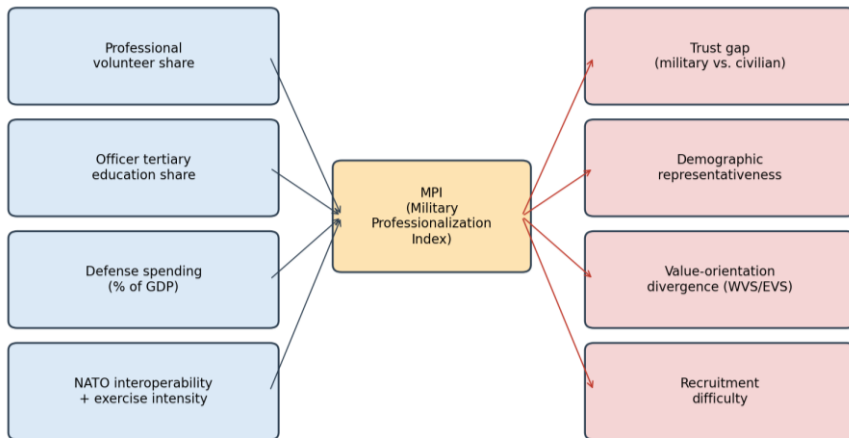 Professional
volunteer share
Officer tertiary
education share
Defense spending
(% of GDP)
NATO interoperability
+ exercise intensity
MPI
(Military
Professionalization
Index)
Trust gap
(military vs. civilian)
Demographic
representativeness
Value-orientation
divergence (WVS/EVS)
Recruitment
difficulty